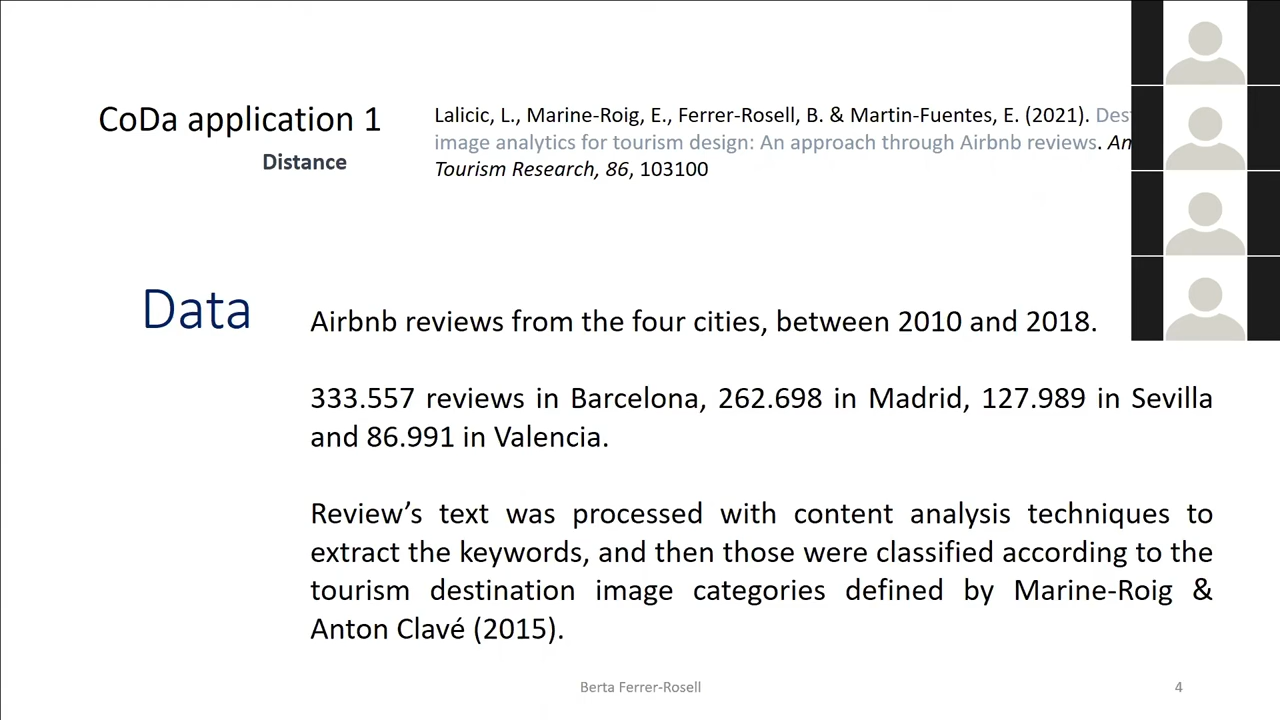 CoDa application 1
Distance
Lalicic, L., Marine-Roig, E., Ferrer-Rosell, B. & Martin-Fuentes, E. (2021).
image analytics for tourism design: An approach through Airbnb reviews.
Tourism Research, 86, 103100
Data
Airbnb reviews from the four cities, between 2010 and 2018.
333.557 reviews in Barcelona, 262.698 in Madrid, 127.989 in Sevilla
and 86.991 in Valencia.
Review’s text was processed with content analysis techniques to
extract the keywords, and then those were classified according to the
tourism destination image categories defined by Marine-Roig &
Anton Clavé (2015).
Berta Ferrer-Rosell
4